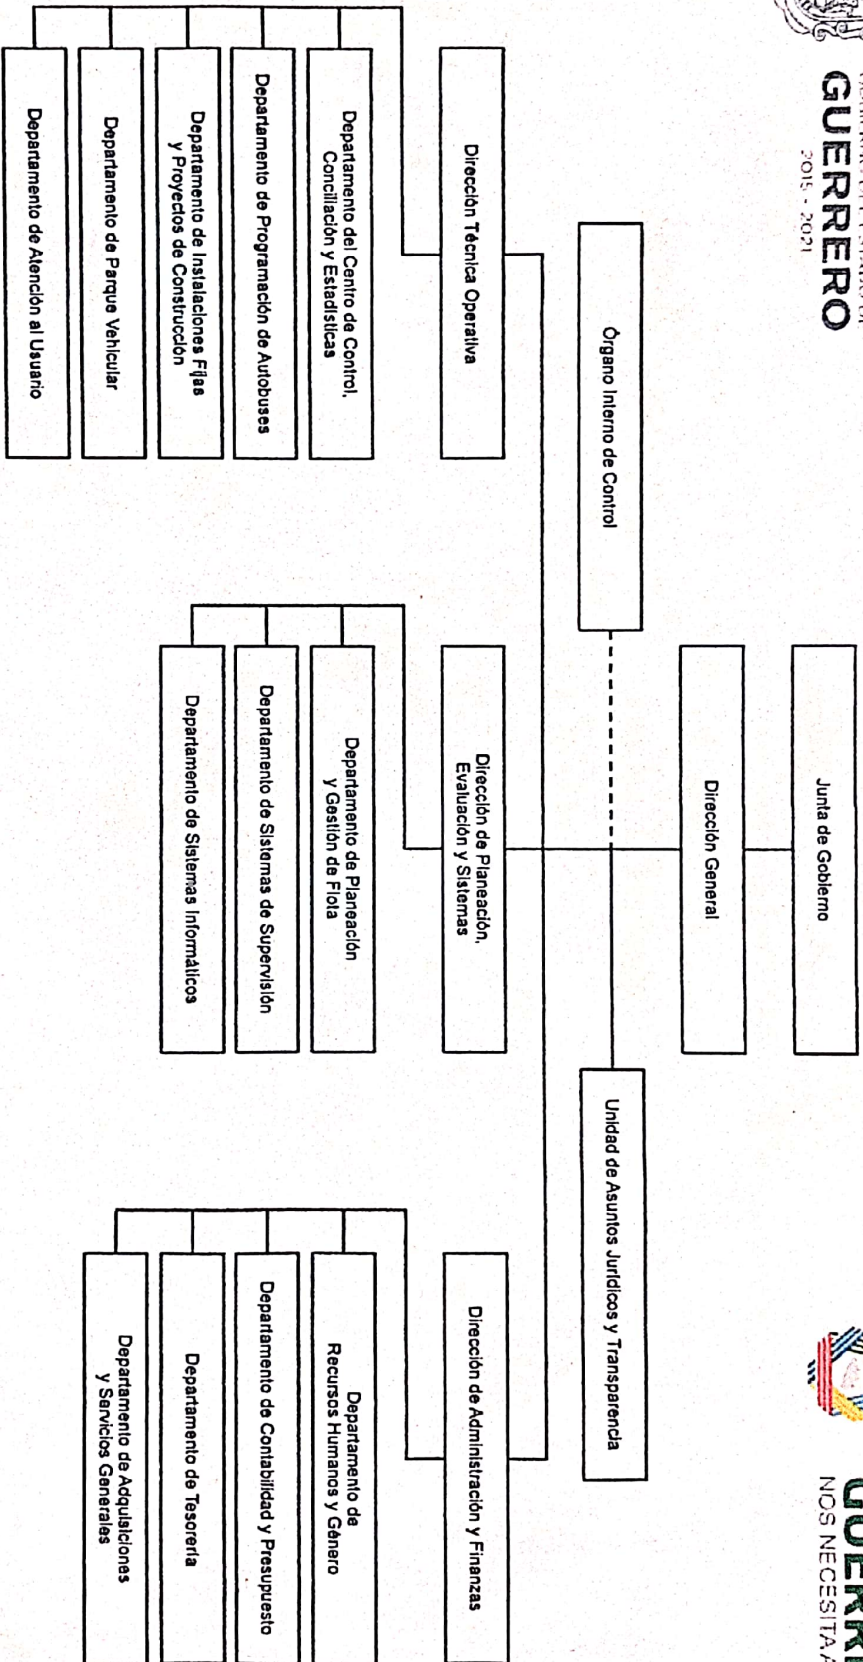 GUERRERO
2015 - 2021
NOS NECESITA
Junta de Gobierno
Dirección General
Órgano Interno de Control
Unidad de Asuntos Jurídicos y Transparencia
Dirección Técnica Operativa
Departamento del Centro de Control,
Conciliación y Estadísticas
Departamento de Programación de Autobuses
Departamento de Instalaciones Fijas
y Proyectos de Construcción
Departamento de Parque Vehicular
Departamento de Atención al Usuario
Dirección de Planeación,
Evaluación y Sistemas
Departamento de Planeación
y Gestión de Flota
Departamento de Sistemas de Supervisión
Departamento de Sistemas Informáticos
Dirección de Administración y Finanzas
Departamento de
Recursos Humanos y Género
Departamento de Contabilidad y Presupuesto
Departamento de Tesorería
Departamento de Adquisiciones
y Servicios Generales